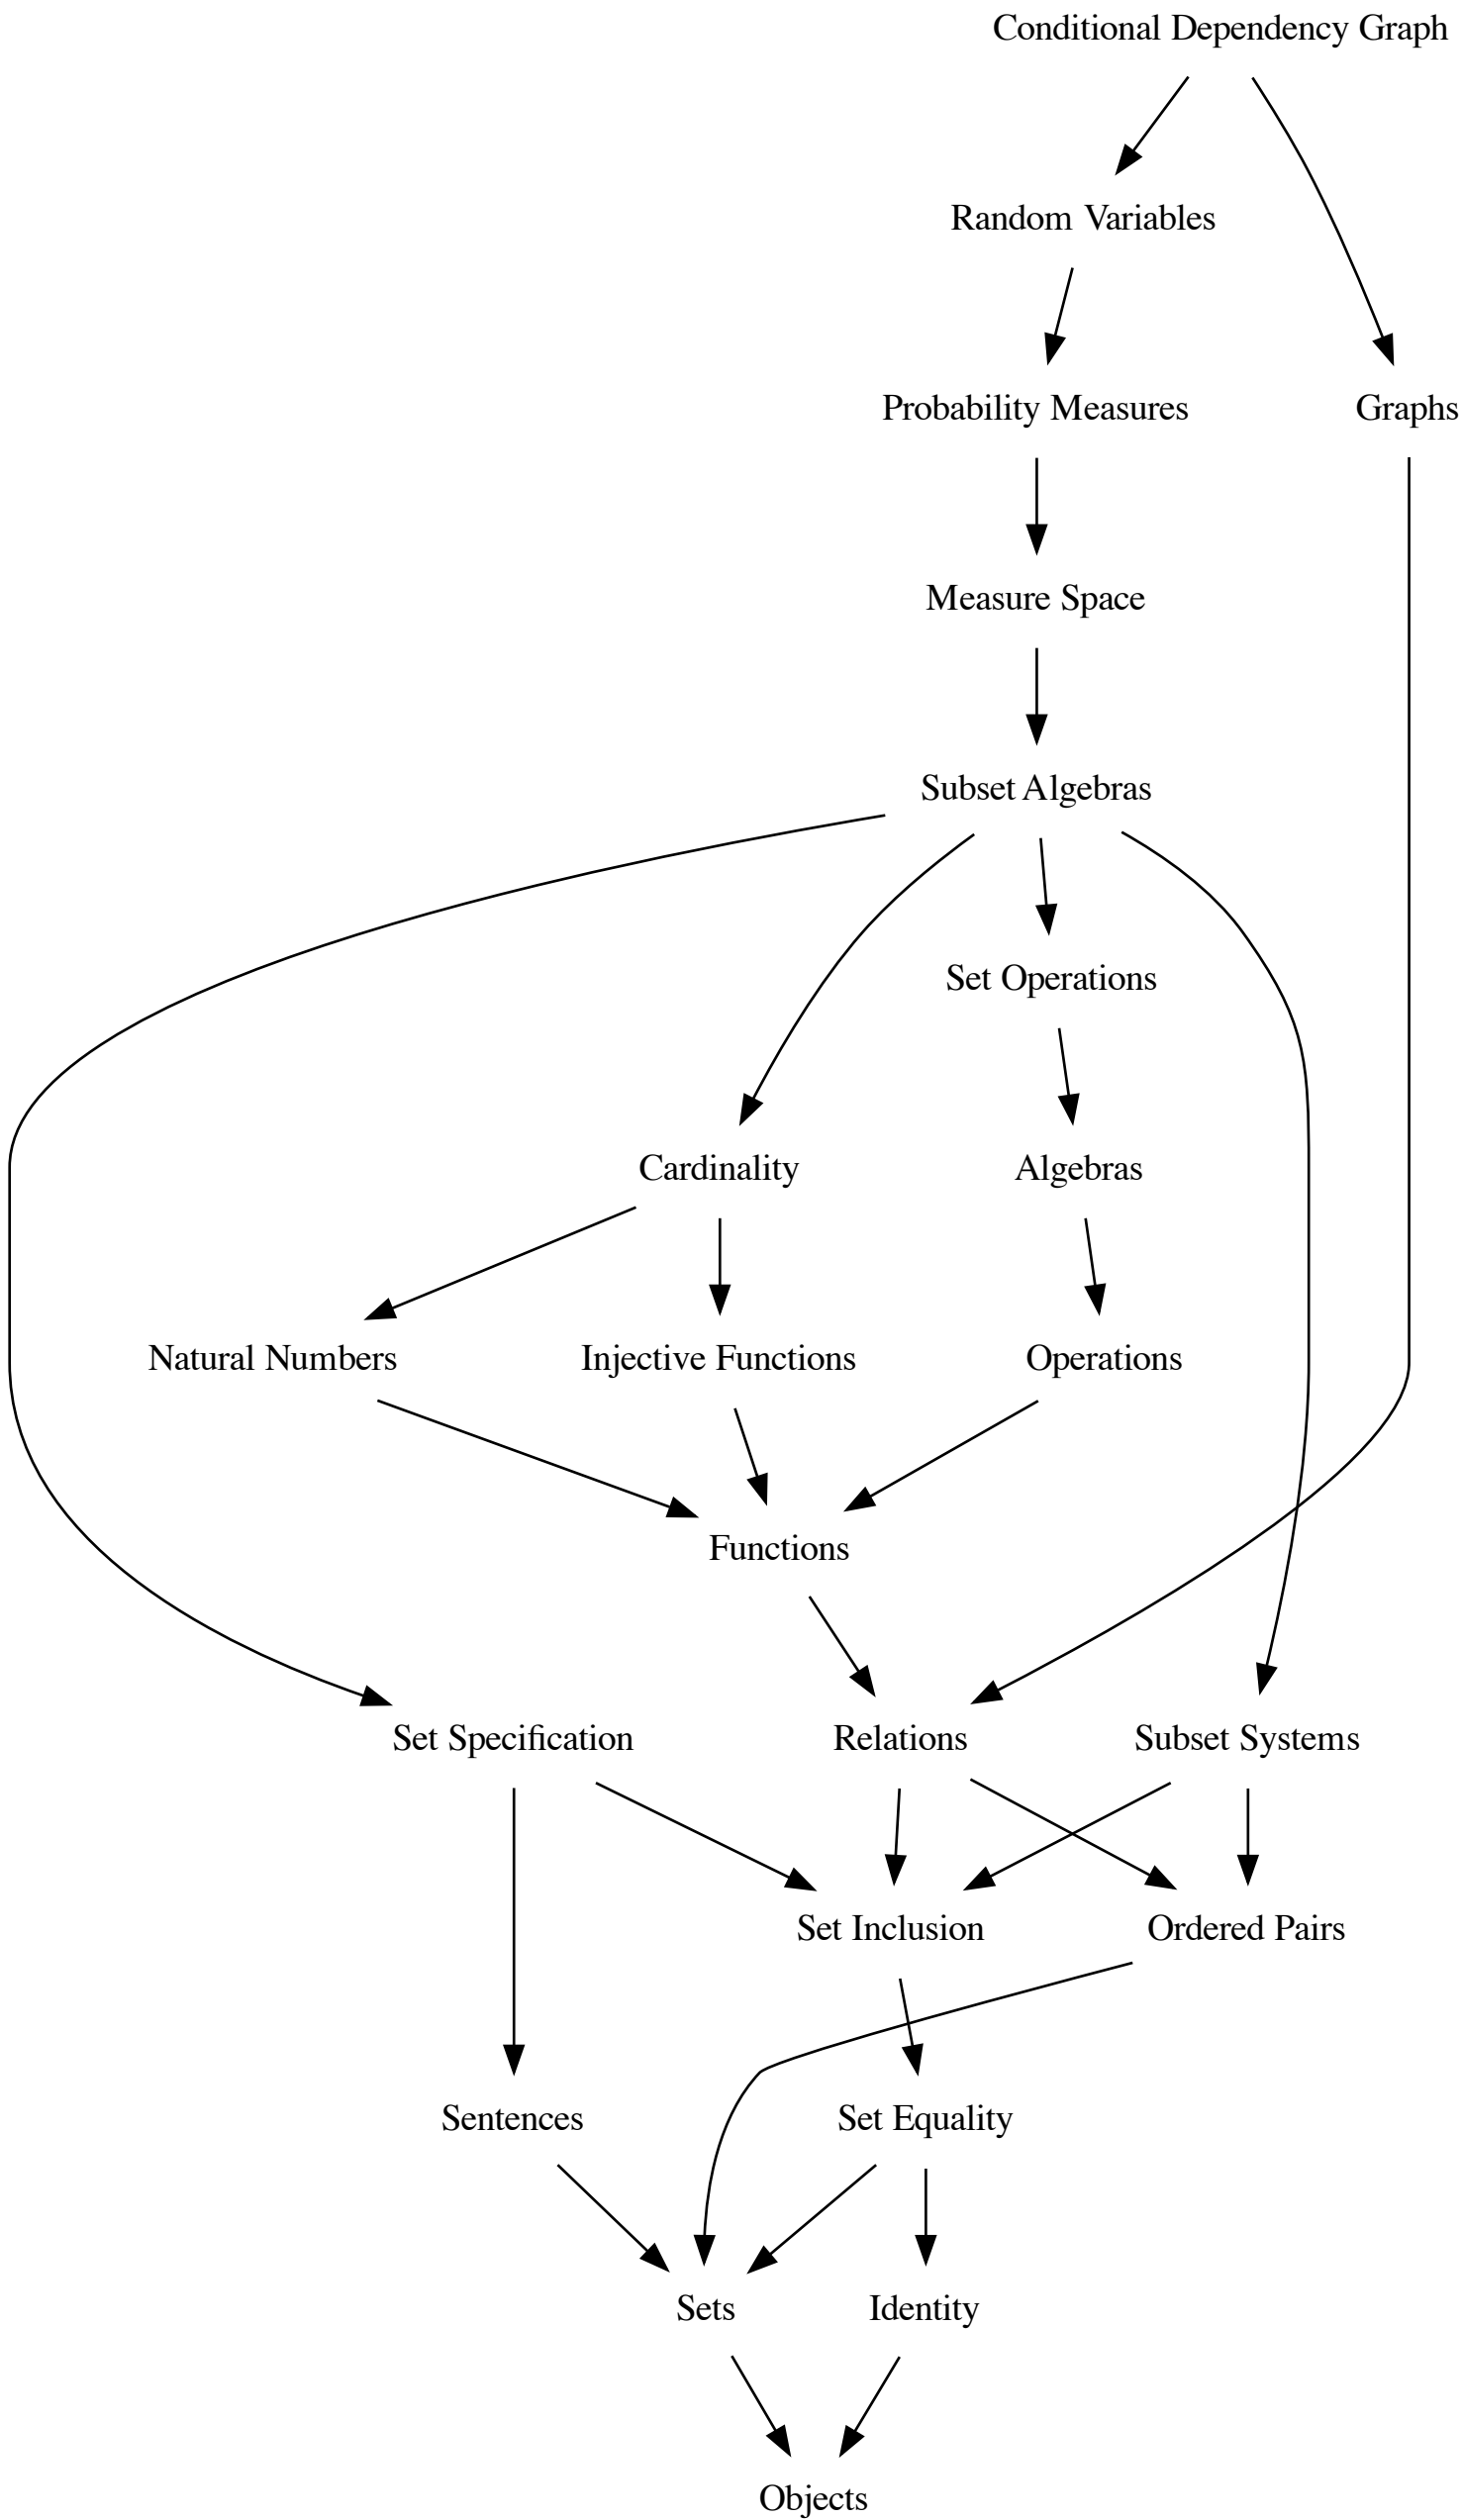 Conditional Dependency Graph
Random Variables
Probability Measures
Graphs
Measure Space
Subset Algebras
Set Operations
Cardinality
Algebras
Natural Numbers
Injective Functions
Operations
Functions
Set Specification
Relations
Subset Systems
Set Inclusion
Ordered Pairs
Sentences
Set Equality
Sets
Identity
Objects